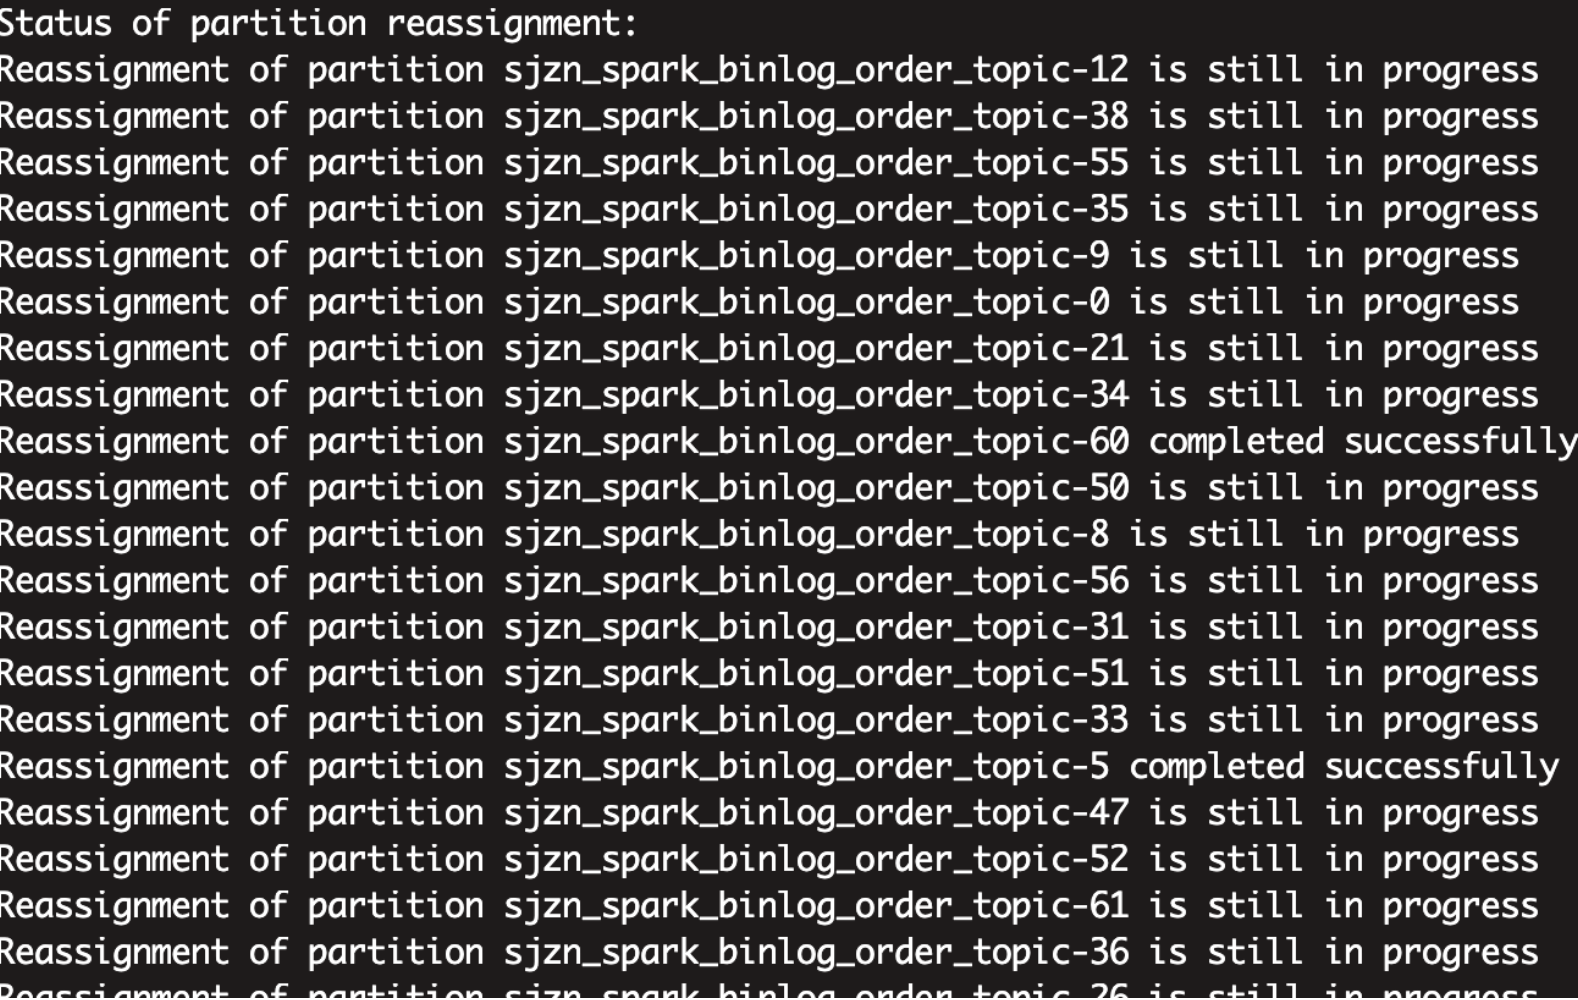 Status of partition reassignment:
Reassignment of partition sjzn_spark_binlog_order_topic-12 is still in progress
Reassignment of partition sjzn_spark_binlog_order_topic-38 is still in progress
Reassignment of partition sjzn_spark_binlog_order_topic-55 is still in progress
Reassignment of partition sjzn_spark_binlog_order_topic-35 is still in progress
Reassignment of partition sjzn_spark_binlog_order_topic-9 is still in progress
Reassignment of partition sjzn_spark_binlog_order_topic-0 is still in progress
Reassignment of partition sjzn_spark_binlog_order_topic-21 is still in progress
Reassignment of partition sjzn_spark_binlog_order_topic-34 is still in progress
Reassignment of partition sjzn_spark_binlog_order_topic-60 completed successfully
Reassignment of partition sjzn_spark_binlog_order_topic-50 is still in progress
Reassignment of partition sjzn_spark_binlog_order_topic-8 is still in progress
Reassignment of partition sjzn_spark_binlog_order_topic-56 is still in progress
Reassignment of partition sjzn_spark_binlog_order_topic-31 is still in progress
Reassignment of partition sjzn_spark_binlog_order_topic-51 is still in progress
Reassignment of partition sjzn_spark_binlog_order_topic-33 is still in progress
Reassignment of partition sjzn_spark_binlog_order_topic-5 completed successfully
Reassignment of partition sjzn_spark_binlog_order_topic-47 is still in progress
Reassignment of partition sjzn_spark_binlog_order_topic-52 is still in progress
Reassignment of partition sjzn_spark_binlog_order_topic-61 is still in progress
Reassignment of partition sjzn_spark_binlog_order_topic-36 is still in progress
Reassignment of partition sjzn_spark_binlog_order_topic-26 is still in progress